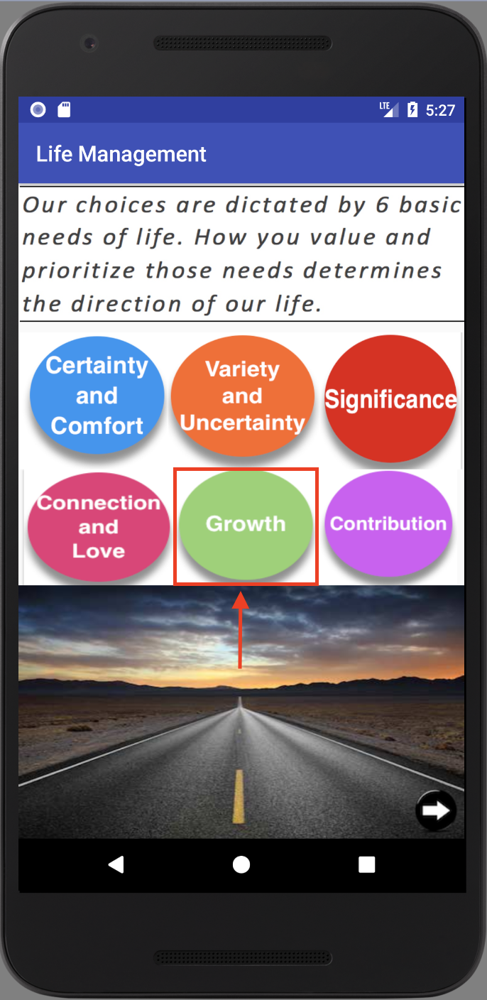 LTE 5:27
Life Management
Our choices are dictated by 6 basic
needs of life. How you value and
prioritize those needs determines
the direction of our life.
Certainty
and
Comfort
Variety
and
Uncertainty
Significance
Connection
and
Love
Growth
Contribution